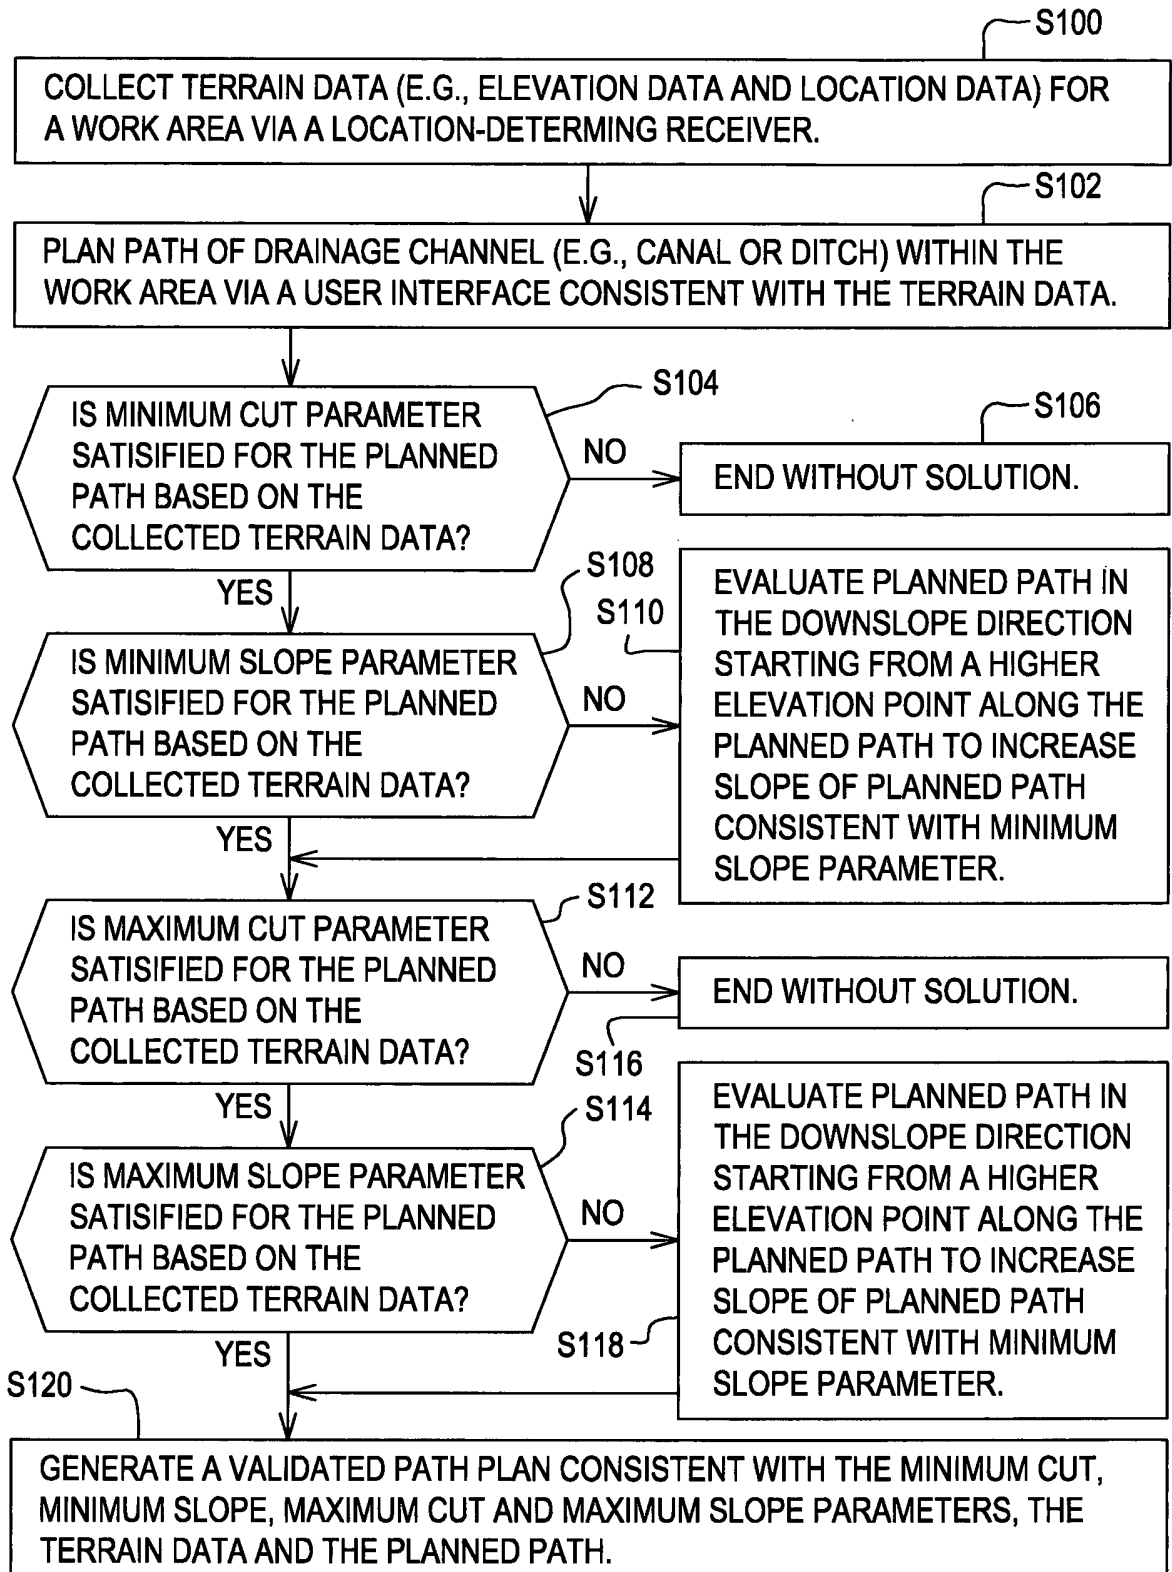 S100
COLLECT TERRAIN DATA (E.G., ELEVATION DATA AND LOCATION DATA) FOR
A WORK AREA VIA A LOCATION-DETERMING RECEIVER.
S102
PLAN PATH OF DRAINAGE CHANNEL (E.G., CANAL OR DITCH) WITHIN THE
WORK AREA VIA A USER INTERFACE CONSISTENT WITH THE TERRAIN DATA.
S104
IS MINIMUM CUT PARAMETER
SATISIFIED FOR THE PLANNED
PATH BASED ON THE
COLLECTED TERRAIN DATA?
NO
S106
END WITHOUT SOLUTION.
YES
S108
IS MINIMUM SLOPE PARAMETER
SATISIFIED FOR THE PLANNED
PATH BASED ON THE
COLLECTED TERRAIN DATA?
NO
S110
EVALUATE PLANNED PATH IN
THE DOWNSLOPE DIRECTION
STARTING FROM A HIGHER
ELEVATION POINT ALONG THE
PLANNED PATH TO INCREASE
SLOPE OF PLANNED PATH
CONSISTENT WITH MINIMUM
SLOPE PARAMETER.
YES
S112
IS MAXIMUM CUT PARAMETER
SATISIFIED FOR THE PLANNED
PATH BASED ON THE
COLLECTED TERRAIN DATA?
NO
END WITHOUT SOLUTION.
S116
YES
S114
IS MAXIMUM SLOPE PARAMETER
SATISIFIED FOR THE PLANNED
PATH BASED ON THE
COLLECTED TERRAIN DATA?
NO
EVALUATE PLANNED PATH IN
THE DOWNSLOPE DIRECTION
STARTING FROM A HIGHER
ELEVATION POINT ALONG THE
PLANNED PATH TO INCREASE
SLOPE OF PLANNED PATH
CONSISTENT WITH MINIMUM
SLOPE PARAMETER.
S118
YES
S120
GENERATE A VALIDATED PATH PLAN CONSISTENT WITH THE MINIMUM CUT,
MINIMUM SLOPE, MAXIMUM CUT AND MAXIMUM SLOPE PARAMETERS, THE
TERRAIN DATA AND THE PLANNED PATH.